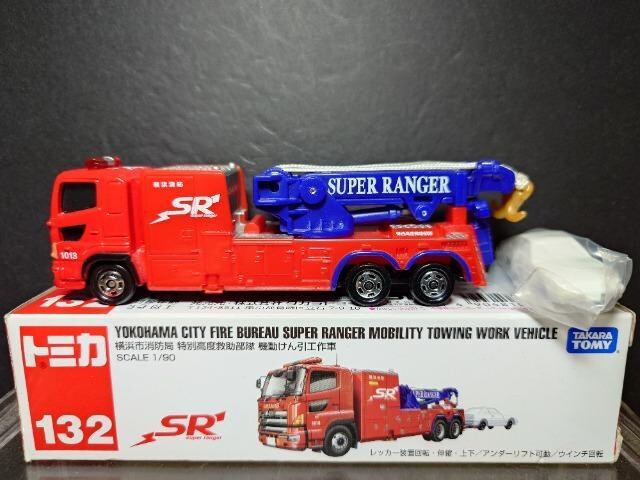 横浜消防
SR
super ranger
1013
SUPER RANGER
132
トミカ
YOKOHAMA CITY FIRE BUREAU SUPER RANGER MOBILITY TOWING WORK VEHICLE
横浜市消防局 特別高度救助部隊 機動けん引工作車
SCALE 1/90
TAKARA
TOMY
132
SR
super ranger
SUPER RANGER
レッカー装置回転・伸縮・上下/アンダーリフト可動/ウインチ回転